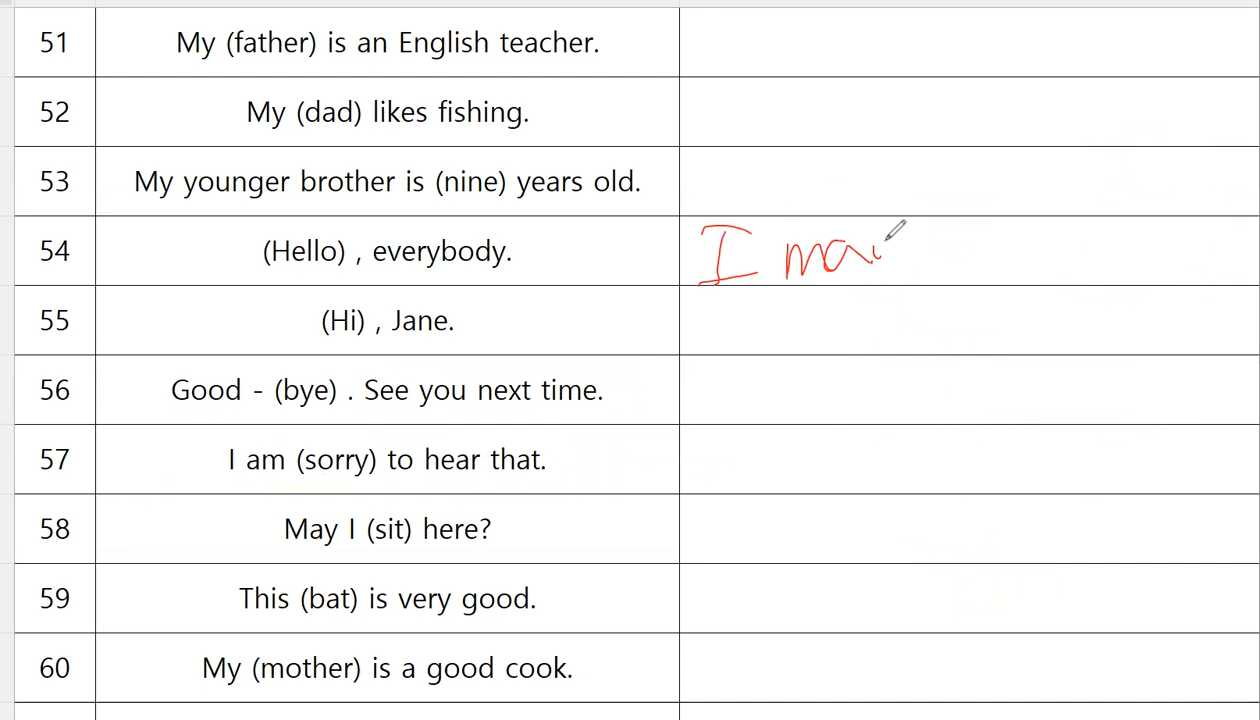 51 My (father) is an English teacher.
52 My (dad) likes fishing.
53 My younger brother is (nine) years old.
54 (Hello) , everybody. I
55 (Hi) , Jane.
56 Good - (bye) . See you next time.
57 I am (sorry) to hear that.
58 May I (sit) here?
59 This (bat) is very good.
60 My (mother) is a good cook.